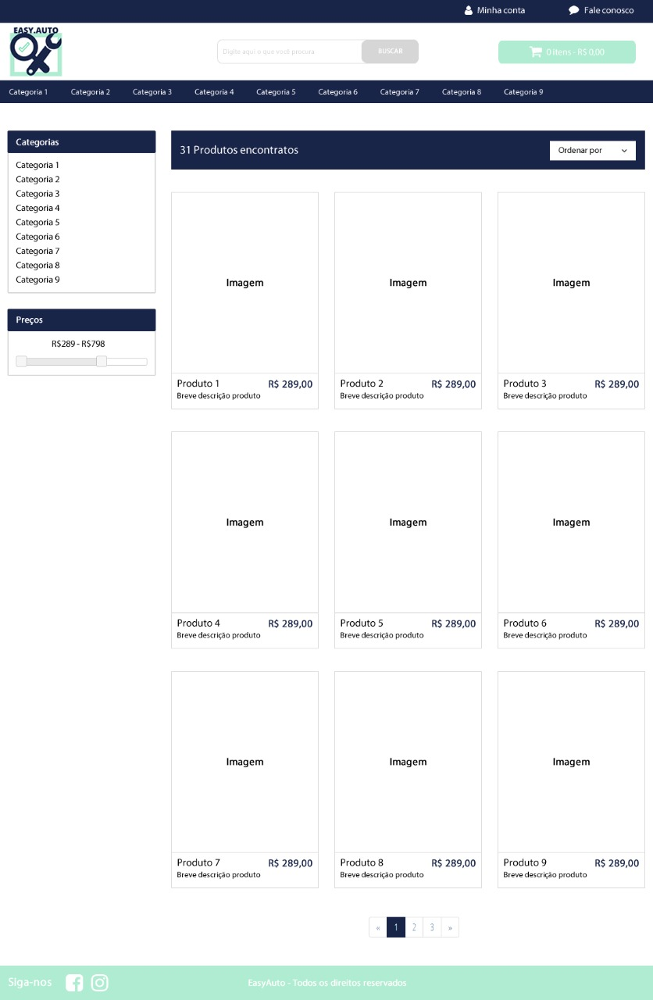 Minha conta
Fale conosco
EASY.AUTO
Digite aqui o que você procura
BUSCAR
0 itens - R$ 0,00
Categoria 1
Categoria 2
Categoria 3
Categoria 4
Categoria 5
Categoria 6
Categoria 7
Categoria 8
Categoria 9
Categorias
Categoria 1
Categoria 2
Categoria 3
Categoria 4
Categoria 5
Categoria 6
Categoria 7
Categoria 8
Categoria 9
Preços
R$289 - R$798
31 Produtos encontratos
Ordenar por
Imagem
Produto 1
R$ 289,00
Breve descrição produto
Imagem
Produto 2
R$ 289,00
Breve descrição produto
Imagem
Produto 3
R$ 289,00
Breve descrição produto
Imagem
Produto 4
R$ 289,00
Breve descrição produto
Imagem
Produto 5
R$ 289,00
Breve descrição produto
Imagem
Produto 6
R$ 289,00
Breve descrição produto
Imagem
Produto 7
R$ 289,00
Breve descrição produto
Imagem
Produto 8
R$ 289,00
Breve descrição produto
Imagem
Produto 9
R$ 289,00
Breve descrição produto
« 1 2 3 »
Siga-nos
EasyAuto - Todos os direitos reservados